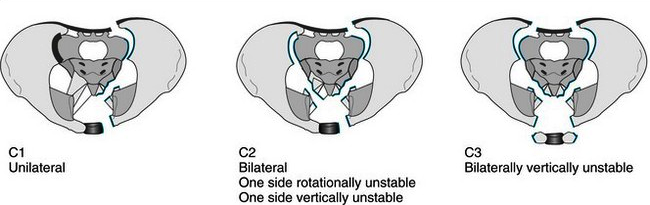 C1
Unilateral
C2
Bilateral
One side rotationally unstable
One side vertically unstable
C3
Bilaterally vertically unstable